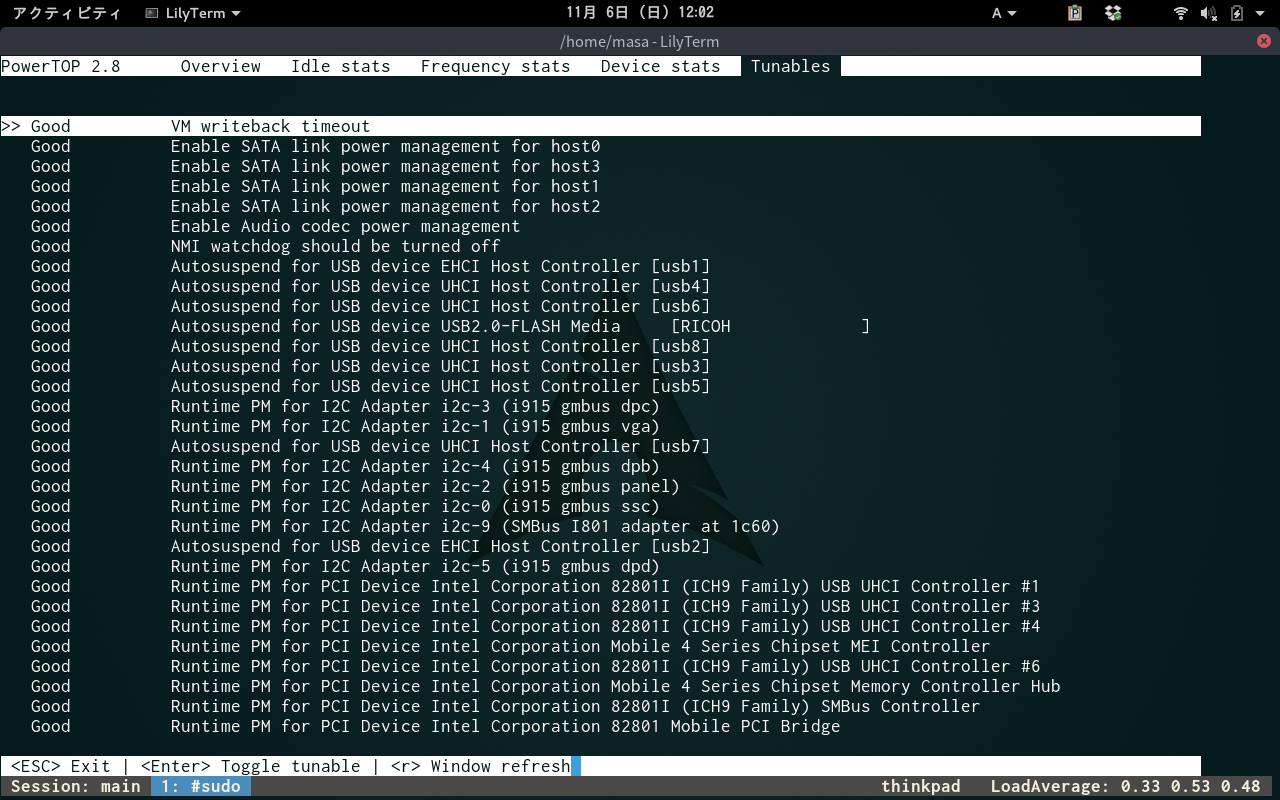 アクティビティ LilyTerm 11月 6日 (日) 12:02 A
/home/masa - LilyTerm
PowerTOP 2.8 Overview Idle stats Frequency stats Device stats Tunables
>> Good VM writeback timeout
Good Enable SATA link power management for host0
Good Enable SATA link power management for host3
Good Enable SATA link power management for host1
Good Enable SATA link power management for host2
Good Enable Audio codec power management
Good NMI watchdog should be turned off
Good Autosuspend for USB device EHCI Host Controller [usb1]
Good Autosuspend for USB device UHCI Host Controller [usb4]
Good Autosuspend for USB device UHCI Host Controller [usb6]
Good Autosuspend for USB device USB2.0-FLASH Media [RICOH ]
Good Autosuspend for USB device UHCI Host Controller [usb8]
Good Autosuspend for USB device UHCI Host Controller [usb3]
Good Autosuspend for USB device UHCI Host Controller [usb5]
Good Runtime PM for I2C Adapter i2c-3 (i915 gmbus dpc)
Good Runtime PM for I2C Adapter i2c-1 (i915 gmbus vga)
Good Autosuspend for USB device UHCI Host Controller [usb7]
Good Runtime PM for I2C Adapter i2c-4 (i915 gmbus dpb)
Good Runtime PM for I2C Adapter i2c-2 (i915 gmbus panel)
Good Runtime PM for I2C Adapter i2c-0 (i915 gmbus ssc)
Good Runtime PM for I2C Adapter i2c-9 (SMBus I801 adapter at 1c60)
Good Autosuspend for USB device EHCI Host Controller [usb2]
Good Runtime PM for I2C Adapter i2c-5 (i915 gmbus dpd)
Good Runtime PM for PCI Device Intel Corporation 82801I (ICH9 Family) USB UHCI Controller #1
Good Runtime PM for PCI Device Intel Corporation 82801I (ICH9 Family) USB UHCI Controller #3
Good Runtime PM for PCI Device Intel Corporation 82801I (ICH9 Family) USB UHCI Controller #4
Good Runtime PM for PCI Device Intel Corporation Mobile 4 Series Chipset MEI Controller
Good Runtime PM for PCI Device Intel Corporation 82801I (ICH9 Family) USB UHCI Controller #6
Good Runtime PM for PCI Device Intel Corporation Mobile 4 Series Chipset Memory Controller Hub
Good Runtime PM for PCI Device Intel Corporation 82801I (ICH9 Family) SMBus Controller
Good Runtime PM for PCI Device Intel Corporation 82801 Mobile PCI Bridge
<ESC> Exit | <Enter> Toggle tunable | <r> Window refresh
Session: main 1: #sudo thinkpad LoadAverage: 0.33 0.53 0.48